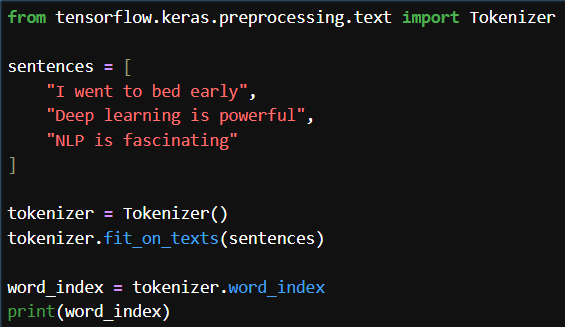 from tensorflow.keras.preprocessing.text import Tokenizer
sentences = [
    "I went to bed early",
    "Deep learning is powerful",
    "NLP is fascinating"
]
tokenizer = Tokenizer()
tokenizer.fit_on_texts(sentences)
word_index = tokenizer.word_index
print(word_index)